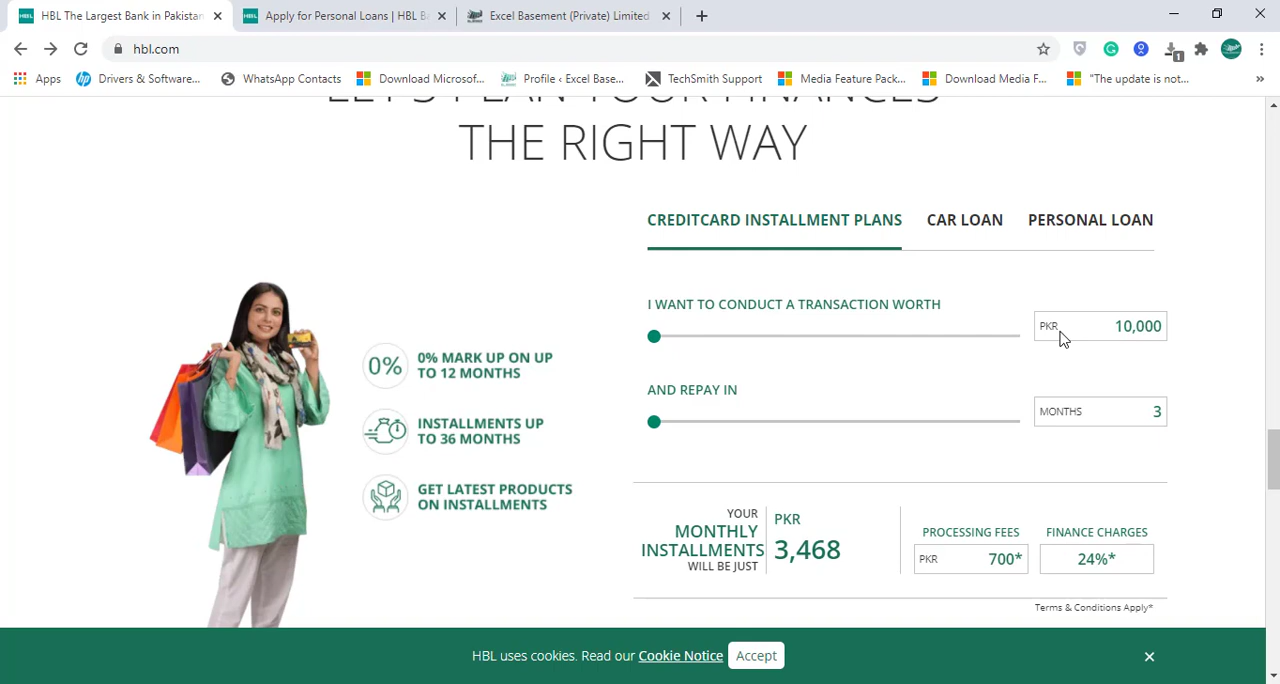 HBL The Largest Bank in Pakistan
Apply for Personal Loans | HBL B
Excel Basement (Private) Limited
hbl.com
1
Apps
Drivers & Software...
WhatsApp Contacts
Download Microsof...
Profile ‹ Excel Base...
TechSmith Support
Media Feature Pack...
Download Media F...
"The update is not...
»
LET'S PLAN YOUR FINANCES
THE RIGHT WAY
CREDITCARD INSTALLMENT PLANS
CAR LOAN
PERSONAL LOAN
I WANT TO CONDUCT A TRANSACTION WORTH
PKR 10,000
AND REPAY IN
MONTHS 3
0%
0% MARK UP ON UP
TO 12 MONTHS
INSTALLMENTS UP
TO 36 MONTHS
GET LATEST PRODUCTS
ON INSTALLMENTS
YOUR
MONTHLY
INSTALLMENTS
WILL BE JUST
PKR
3,468
PROCESSING FEES
PKR 700*
FINANCE CHARGES
24%*
Terms & Conditions Apply*
HBL uses cookies. Read our Cookie Notice Accept